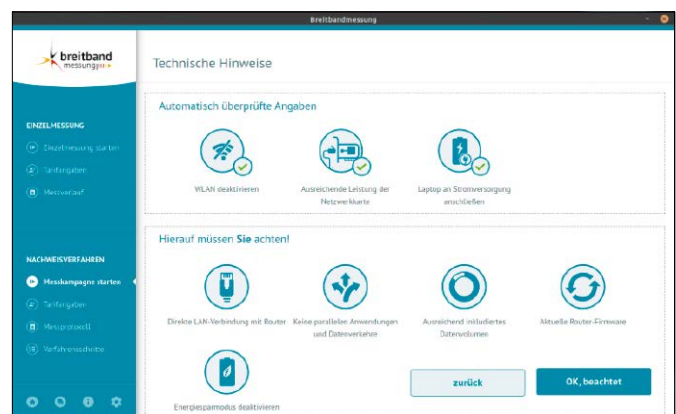 Breitbandmessung
breitband
messung
Technische Hinweise
Automatisch überprüfte Angaben
WLAN deaktivieren
Ausreichende Leistung der
Netzwerkkarte
Laptop an Stromversorgung
anschließen
EINZELMESSUNG
Einzelmessung starten
Tarifangaben
Messverlauf
Hierauf müssen Sie achten!
Direkte LAN-Verbindung mit Router
Keine parallelen Anwendungen
und Datenverkehre
Ausreichend inkludiertes
Datenvolumen
Aktuelle Router-Firmware
NACHWEISVERFAHREN
Messkampagne starten
Tarifangaben
Messprotokoll
Verfahrensschritte
Energiesparmodus deaktivieren
zurück
OK, beachtet